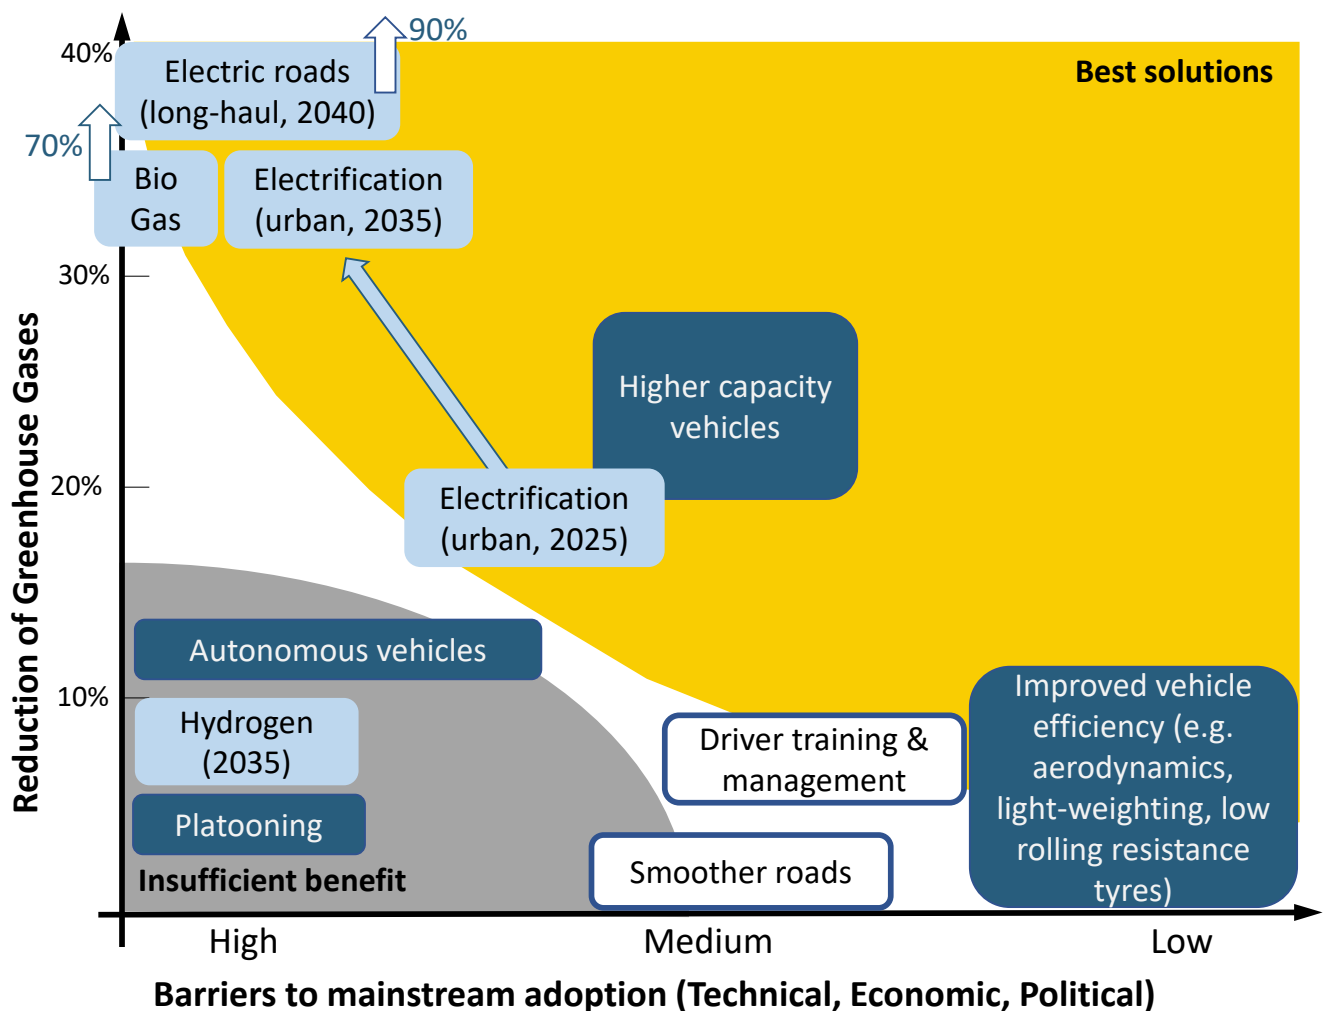 90%
40%
Electric roads
(long-haul, 2040)
Best solutions
70%
Bio
Gas
Electrification
(urban, 2035)
30%
Higher capacity
vehicles
20%
Electrification
(urban, 2025)
Reduction of Greenhouse Gases
Autonomous vehicles
10%
Hydrogen
(2035)
Driver training &
management
Improved vehicle
efficiency (e.g.
aerodynamics,
light-weighting, low
rolling resistance
tyres)
Platooning
Insufficient benefit
Smoother roads
High
Medium
Low
Barriers to mainstream adoption (Technical, Economic, Political)